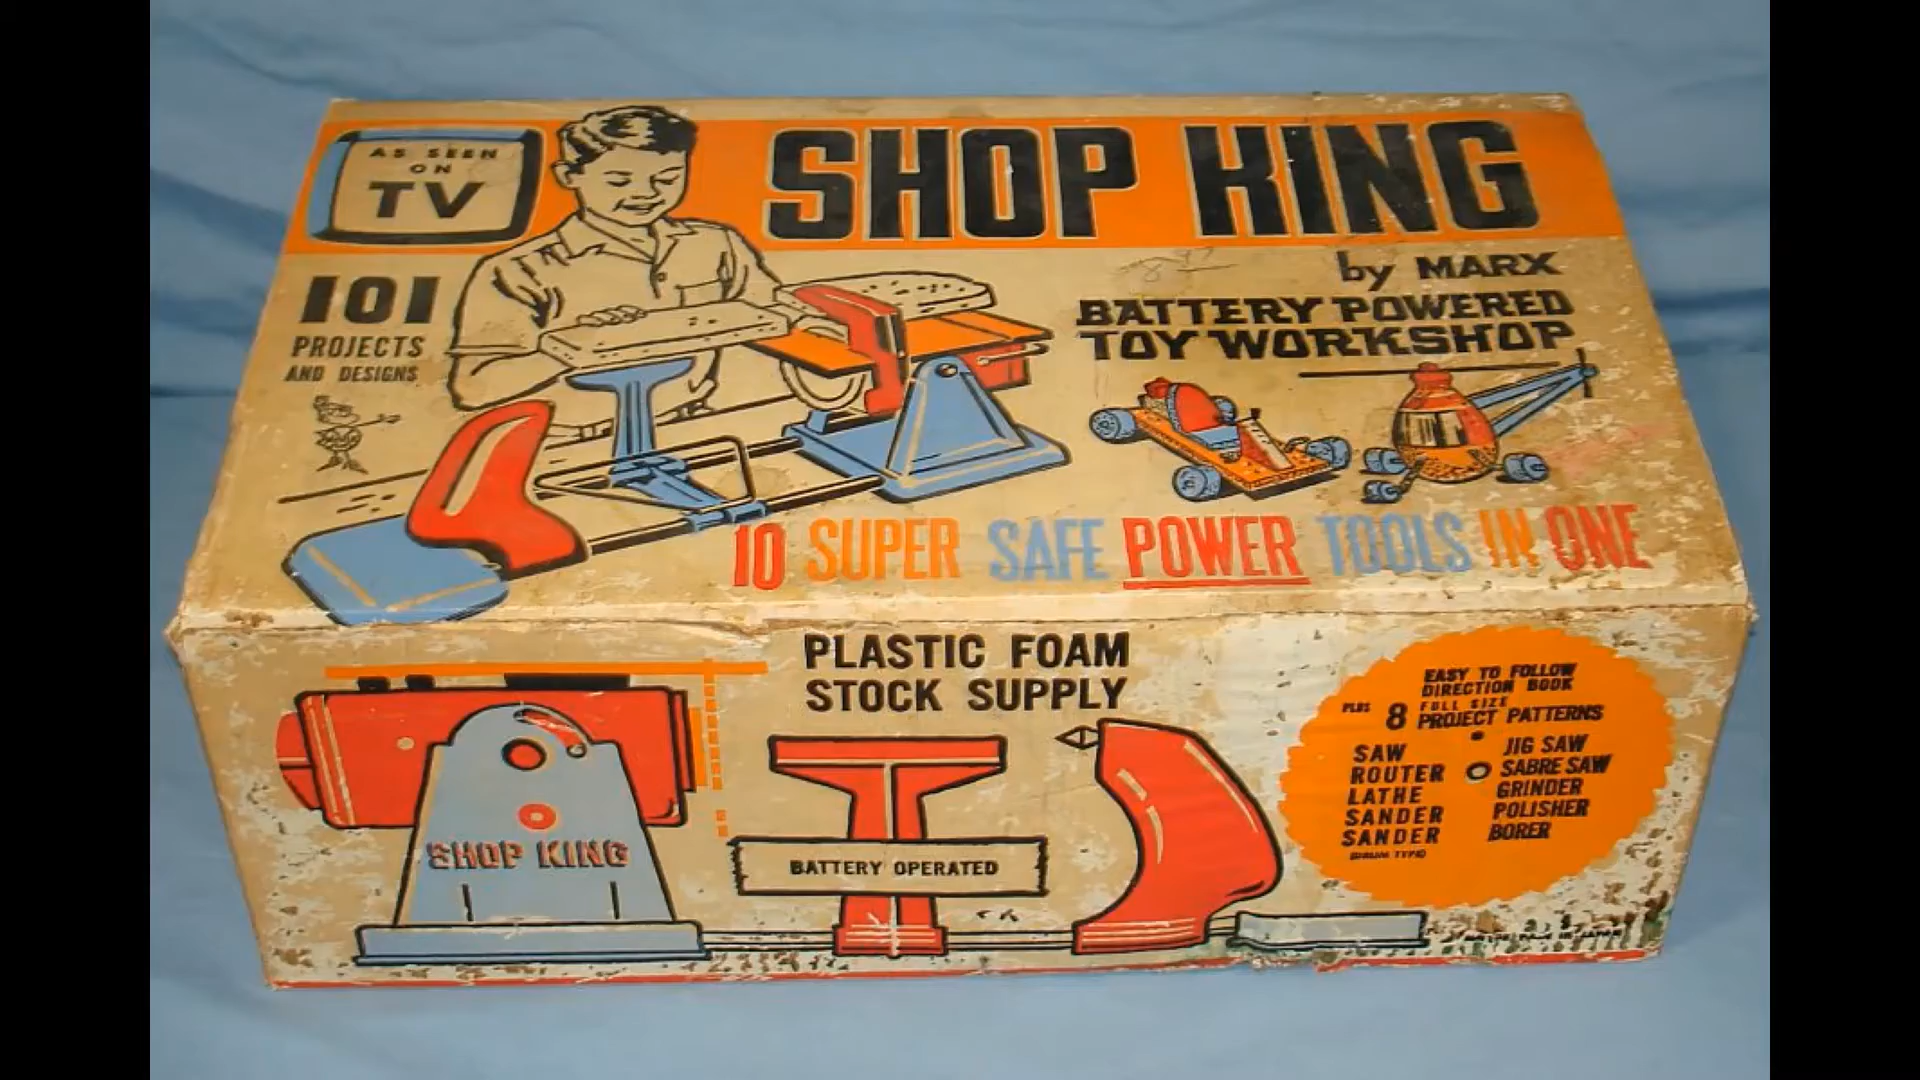 AS SEEN
ON
TV
SHOP KING
by MARX
BATTERY POWERED
TOY WORKSHOP
101
PROJECTS
AND DESIGNS
10 SUPER SAFE POWER TOOLS IN ONE
PLASTIC FOAM
STOCK SUPPLY
SHOP KING
BATTERY OPERATED
EASY TO FOLLOW
DIRECTION BOOK
PLUS 8 FULL SIZE
PROJECT PATTERNS
SAW
ROUTER
LATHE
SANDER
SANDER
(DRUM TYPE)
JIG SAW
SABRE SAW
GRINDER
POLISHER
BORER